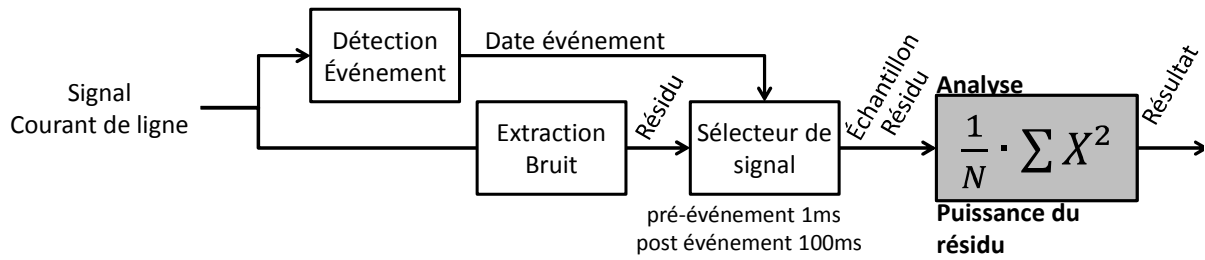 Signal
Courant de ligne
Détection
Événement
Date événement
Extraction
Bruit
Résidu
Sélecteur de
signal
pré-événement 1ms
post événement 100ms
Échantillon
Résidu
Analyse
1/N · ∑ X²
Puissance du
résidu
Résultat